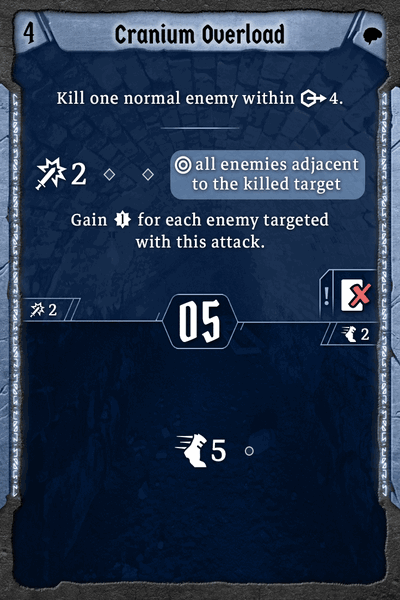 4
Cranium Overload
Kill one normal enemy within 4.
2
all enemies adjacent
to the killed target
Gain 1 for each enemy targeted
with this attack.
!
2
05
2
5